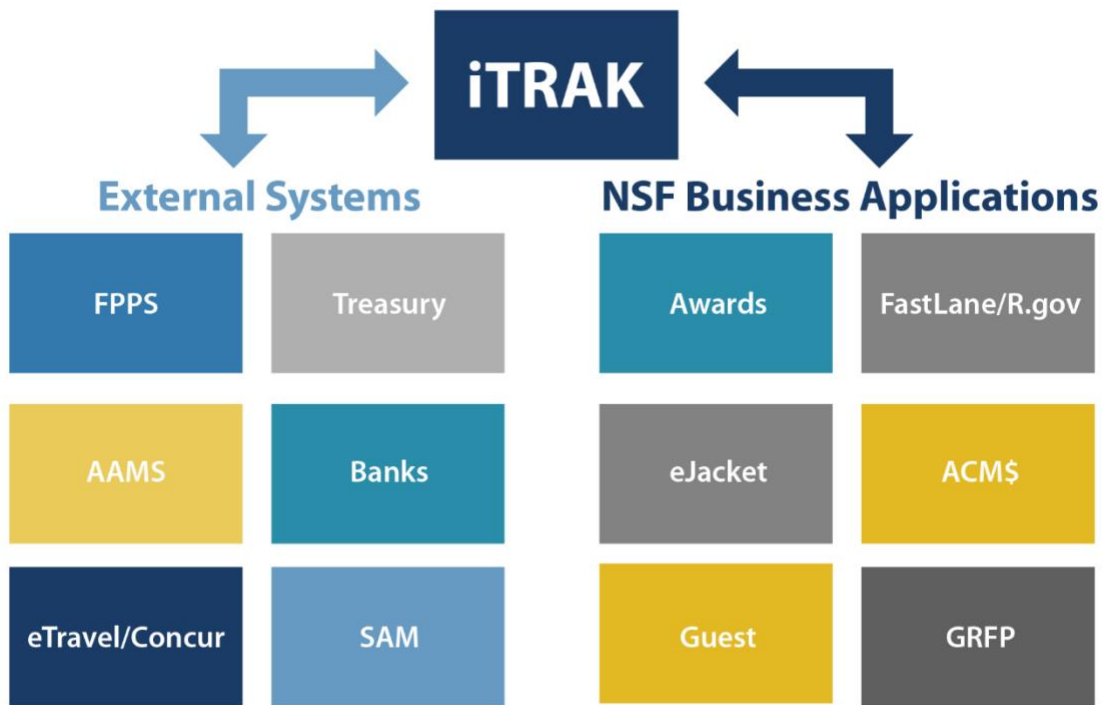 iTRAK
External Systems
NSF Business Applications
FPPS
Treasury
Awards
FastLane/R.gov
AAMS
Banks
eJacket
ACM$
eTravel/Concur
SAM
Guest
GRFP